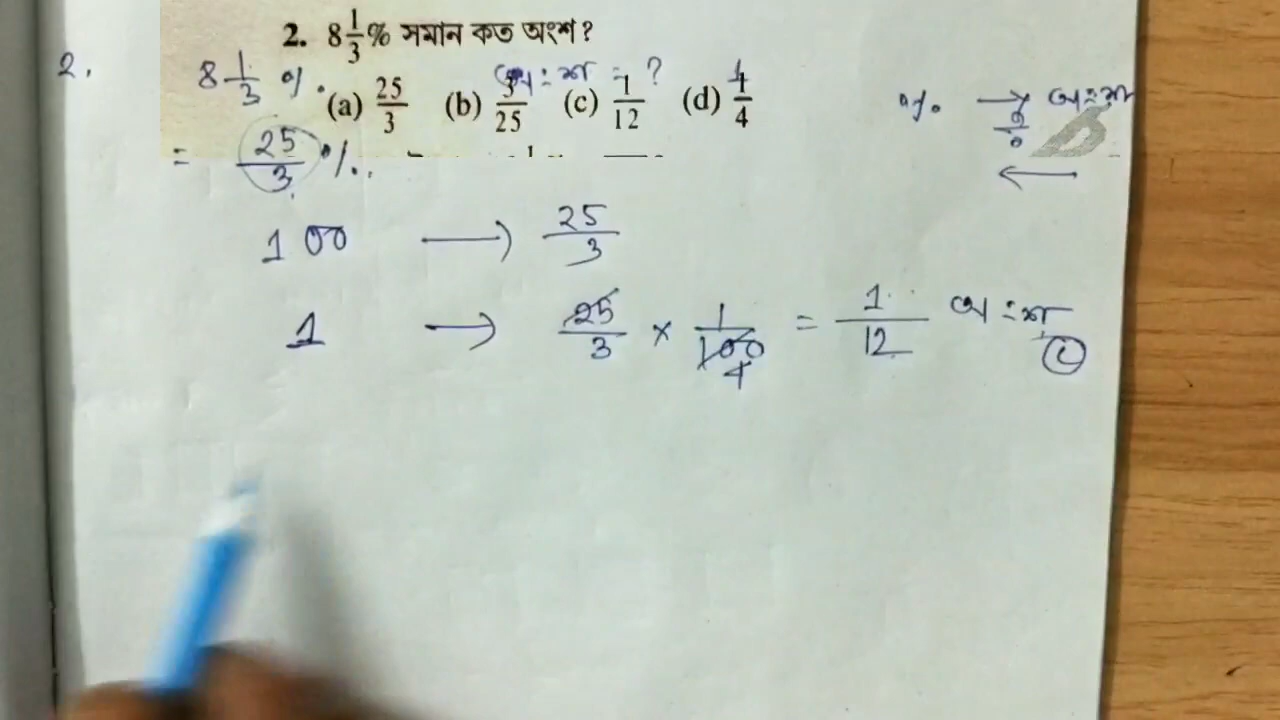 2. 8 1/3 % সমান কত অংশ ?
2. 8 1/3 % অংশ = ?
(a) 25/3 (b) 3/25 (c) 1/12 (d) 1/4
% → অংশ
= 25/3 %
100 → 25/3
1 → 25/3 × 1/100 4 = 1/12 অংশ
(c)